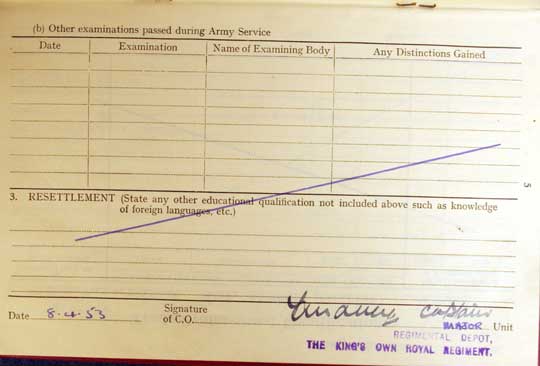 (b) Other examinations passed during Army Service
Date Examination Name of Examining Body Any Distinctions Gained
3. RESETTLEMENT (State any other educational qualification not included above such as knowledge
of foreign languages, etc.)
5
Date 8.4.53 Signature
of C.O. Captain
MAJOR Unit
REGIMENTAL DEPOT,
THE KING'S OWN ROYAL REGIMENT.